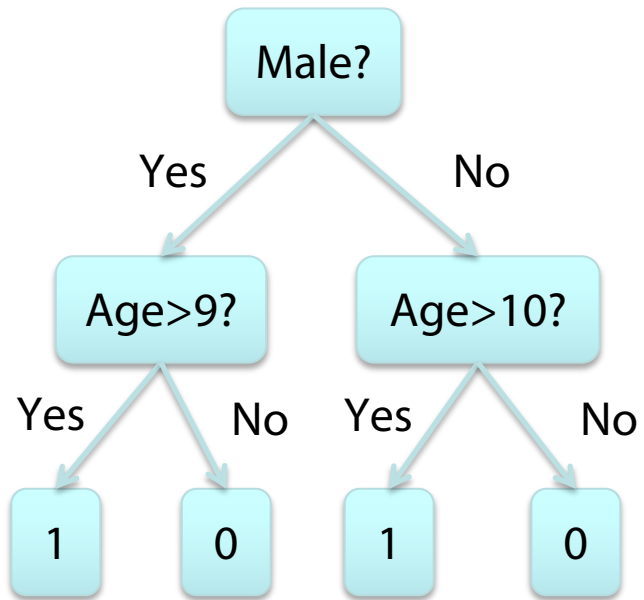 Male?
Yes
No
Age>9?
Age>10?
Yes
No
Yes
No
1
0
1
0